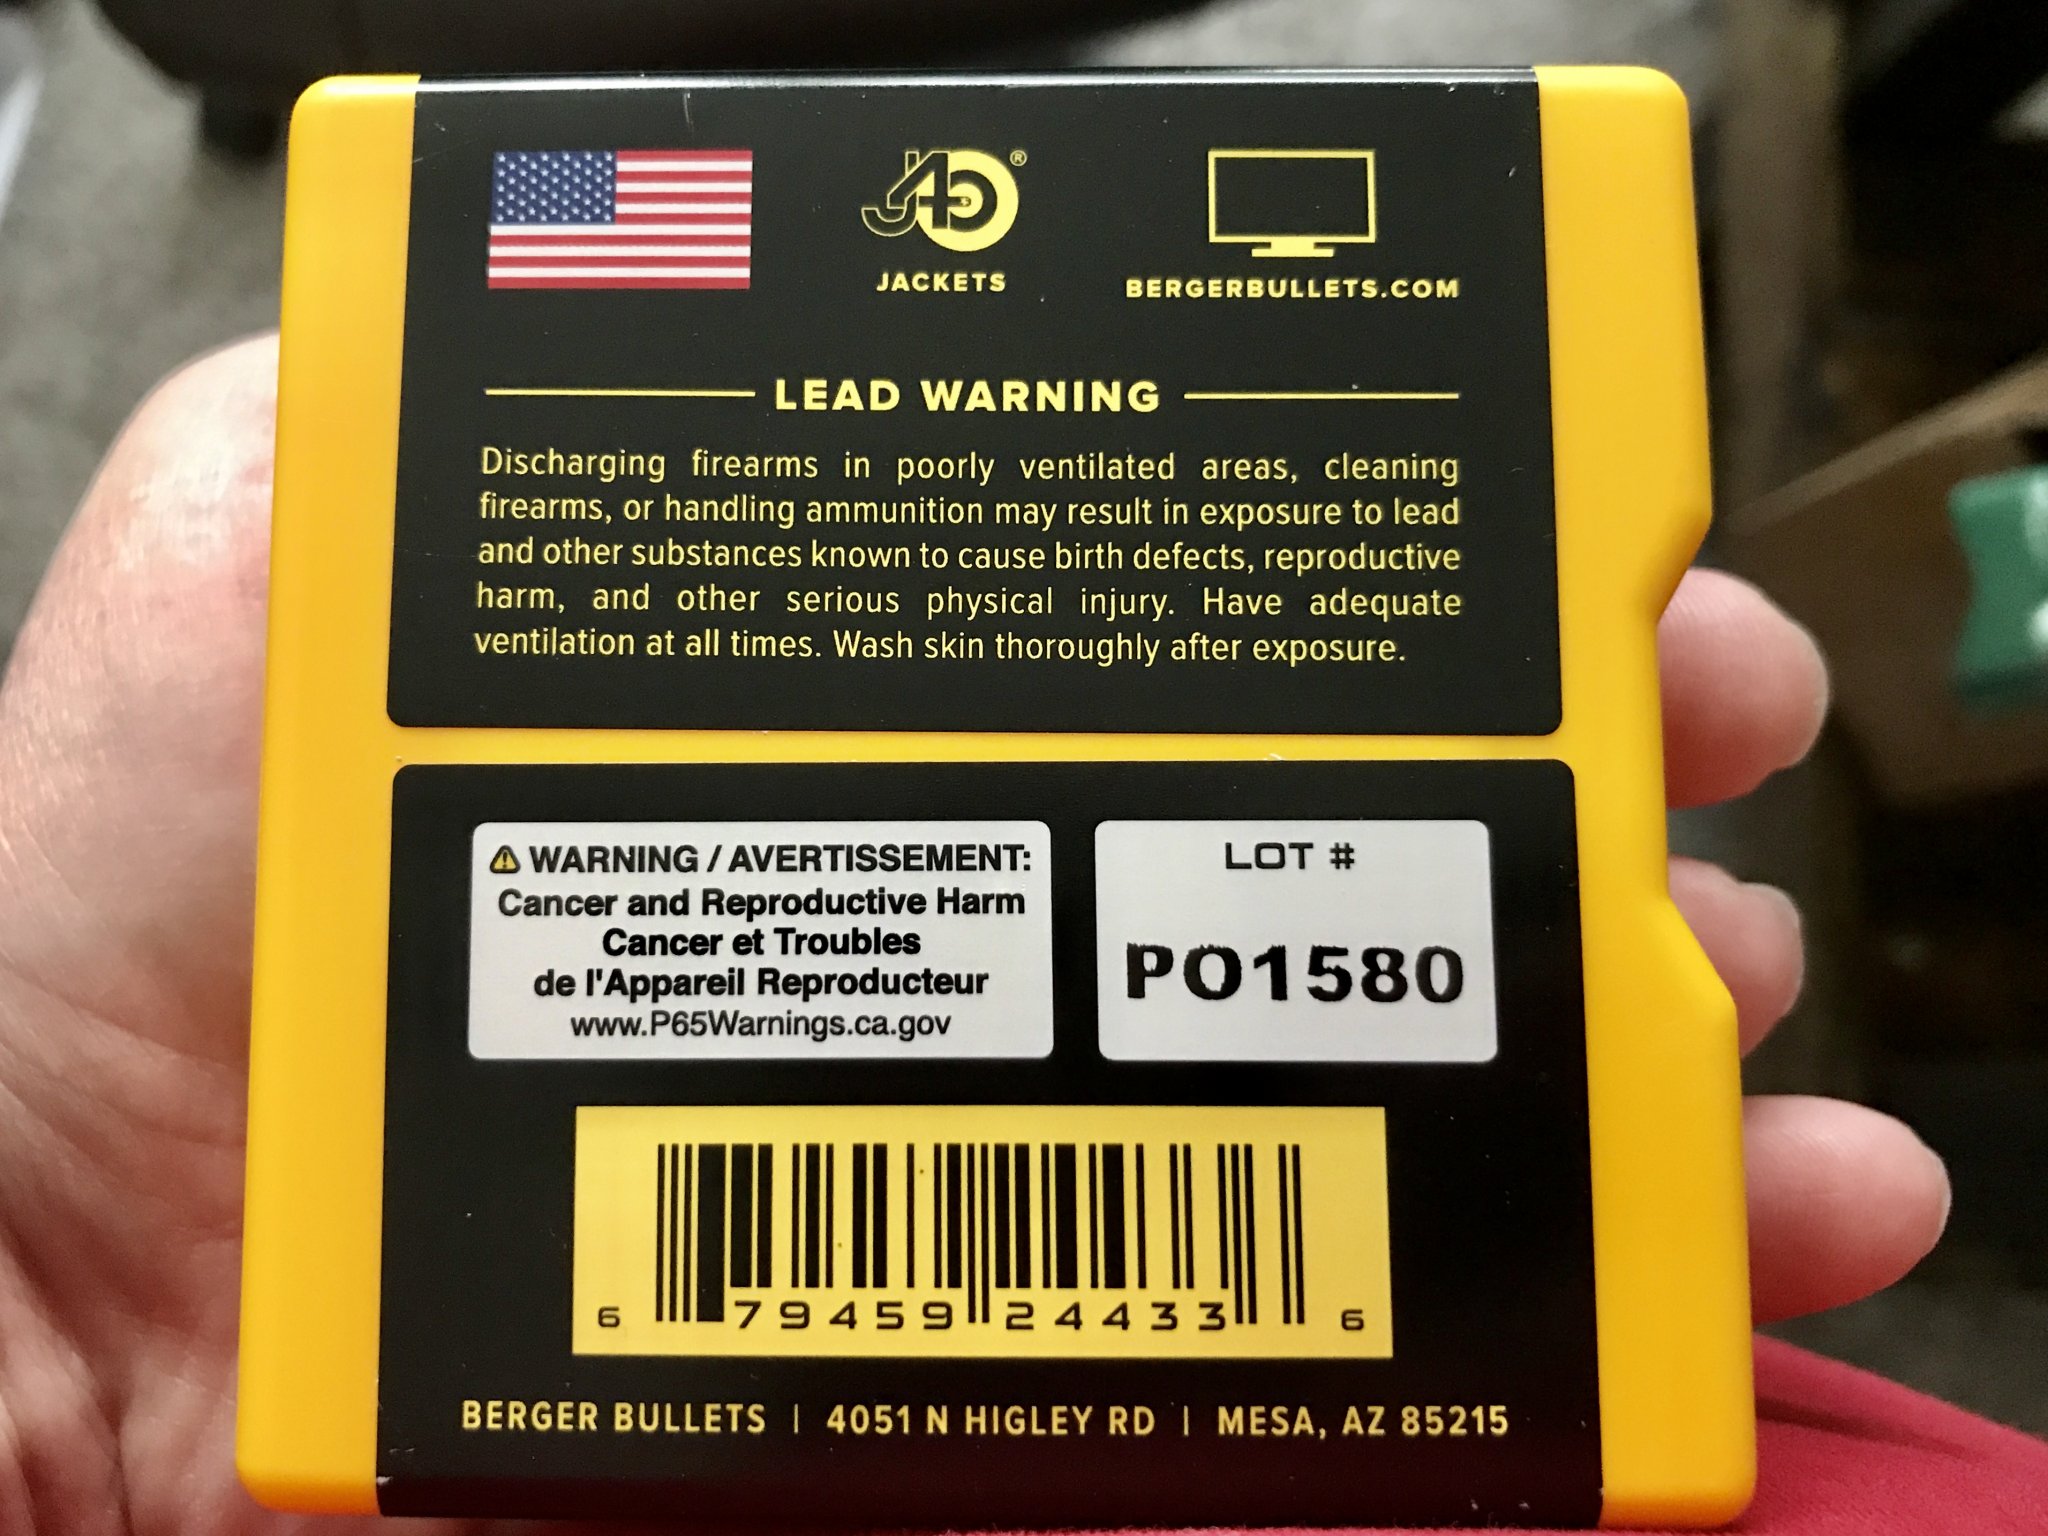 J4 ®
JACKETS
BERGERBULLETS.COM
LEAD WARNING
Discharging firearms in poorly ventilated areas, cleaning
firearms, or handling ammunition may result in exposure to lead
and other substances known to cause birth defects, reproductive
harm, and other serious physical injury. Have adequate
ventilation at all times. Wash skin thoroughly after exposure.
WARNING / AVERTISSEMENT:
Cancer and Reproductive Harm
Cancer et Troubles
de l'Appareil Reproducteur
www.P65Warnings.ca.gov
LOT #
PO1580
6 79459 24433 6
BERGER BULLETS | 4051 N HIGLEY RD | MESA, AZ 85215